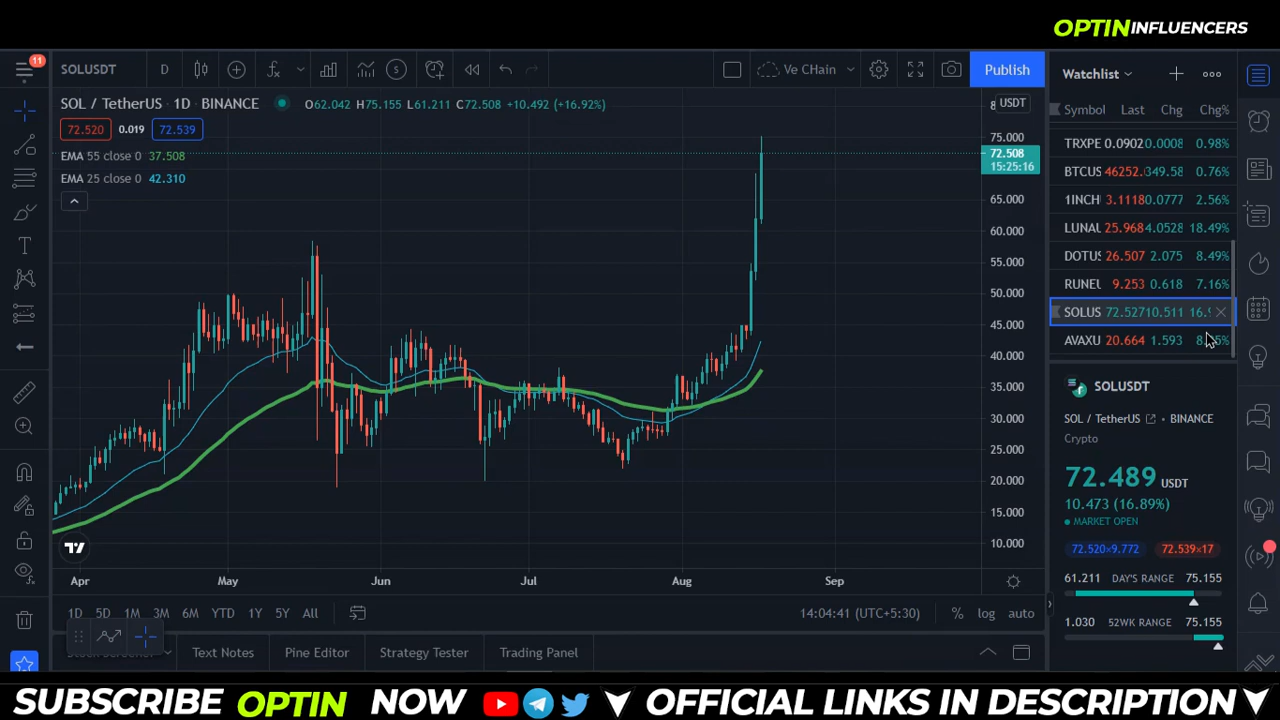 OPTIN INFLUENCERS
11
SOLUSDT D Ve CHain Publish
SOL / TetherUS · 1D · BINANCE O62.042 H75.155 L61.211 C72.508 +10.492 (+16.92%)
72.520 0.019 72.539
EMA 55 close 0 37.508
EMA 25 close 0 42.310
USDT
75.000
72.508
15:25:16
65.000
60.000
55.000
50.000
45.000
40.000
35.000
30.000
25.000
20.000
15.000
10.000
Apr May Jun Jul Aug Sep
1D 5D 1M 3M 6M YTD 1Y 5Y All 14:04:41 (UTC+5:30) % log auto
Text Notes Pine Editor Strategy Tester Trading Panel
Watchlist
Symbol Last Chg Chg%
TRXPE 0.0902 0.0008 0.98%
BTCUS 46252. 349.58 0.76%
1INCH 3.1118 0.0777 2.56%
LUNAU 25.968 4.0528 18.49%
DOTUS 26.507 2.075 8.49%
RUNEU 9.253 0.618 7.16%
SOLUS 72.527 10.511 16.9
AVAXU 20.664 1.593
SOLUSDT
SOL / TetherUS • BINANCE
Crypto
72.489 USDT
10.473 (16.89%)
MARKET OPEN
72.520×9.772 72.539×17
61.211 DAY'S RANGE 75.155
1.030 52WK RANGE 75.155
SUBSCRIBE OPTIN NOW OFFICIAL LINKS IN DESCRIPTION